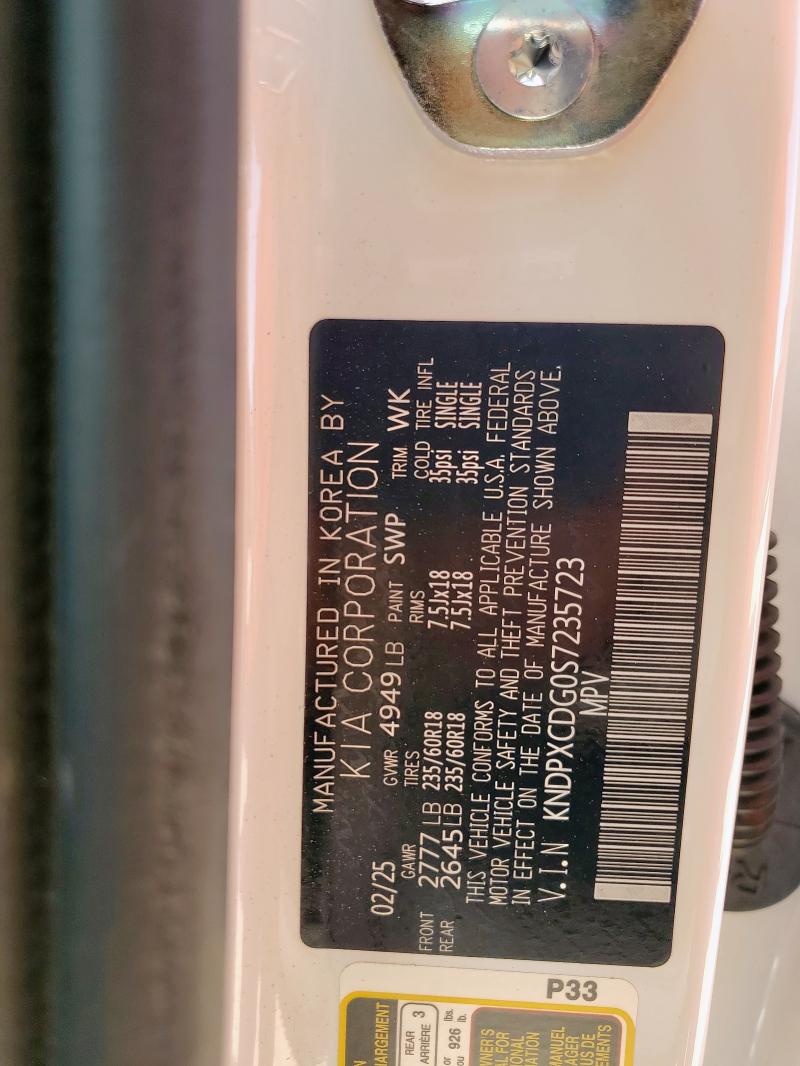 MANUFACTURED IN KOREA BY
KIA CORPORATION
02/25 GVWR 4949 LB PAINT SWP TRIM WK
GAWR TIRES RIMS COLD TIRE INFL
FRONT 2777 LB 235/60R18 7.5Jx18 35psi SINGLE
REAR 2645 LB 235/60R18 7.5Jx18 35psi SINGLE
THIS VEHICLE CONFORMS TO ALL APPLICABLE U.S.A. FEDERAL
MOTOR VEHICLE SAFETY AND THEFT PREVENTION STANDARDS
IN EFFECT ON THE DATE OF MANUFACTURE SHOWN ABOVE.
V.I.N KNDPXCDG0S7235723
MPV
REAR
ARRIÈRE 3
or 926 lbs.
ou lb.
P33